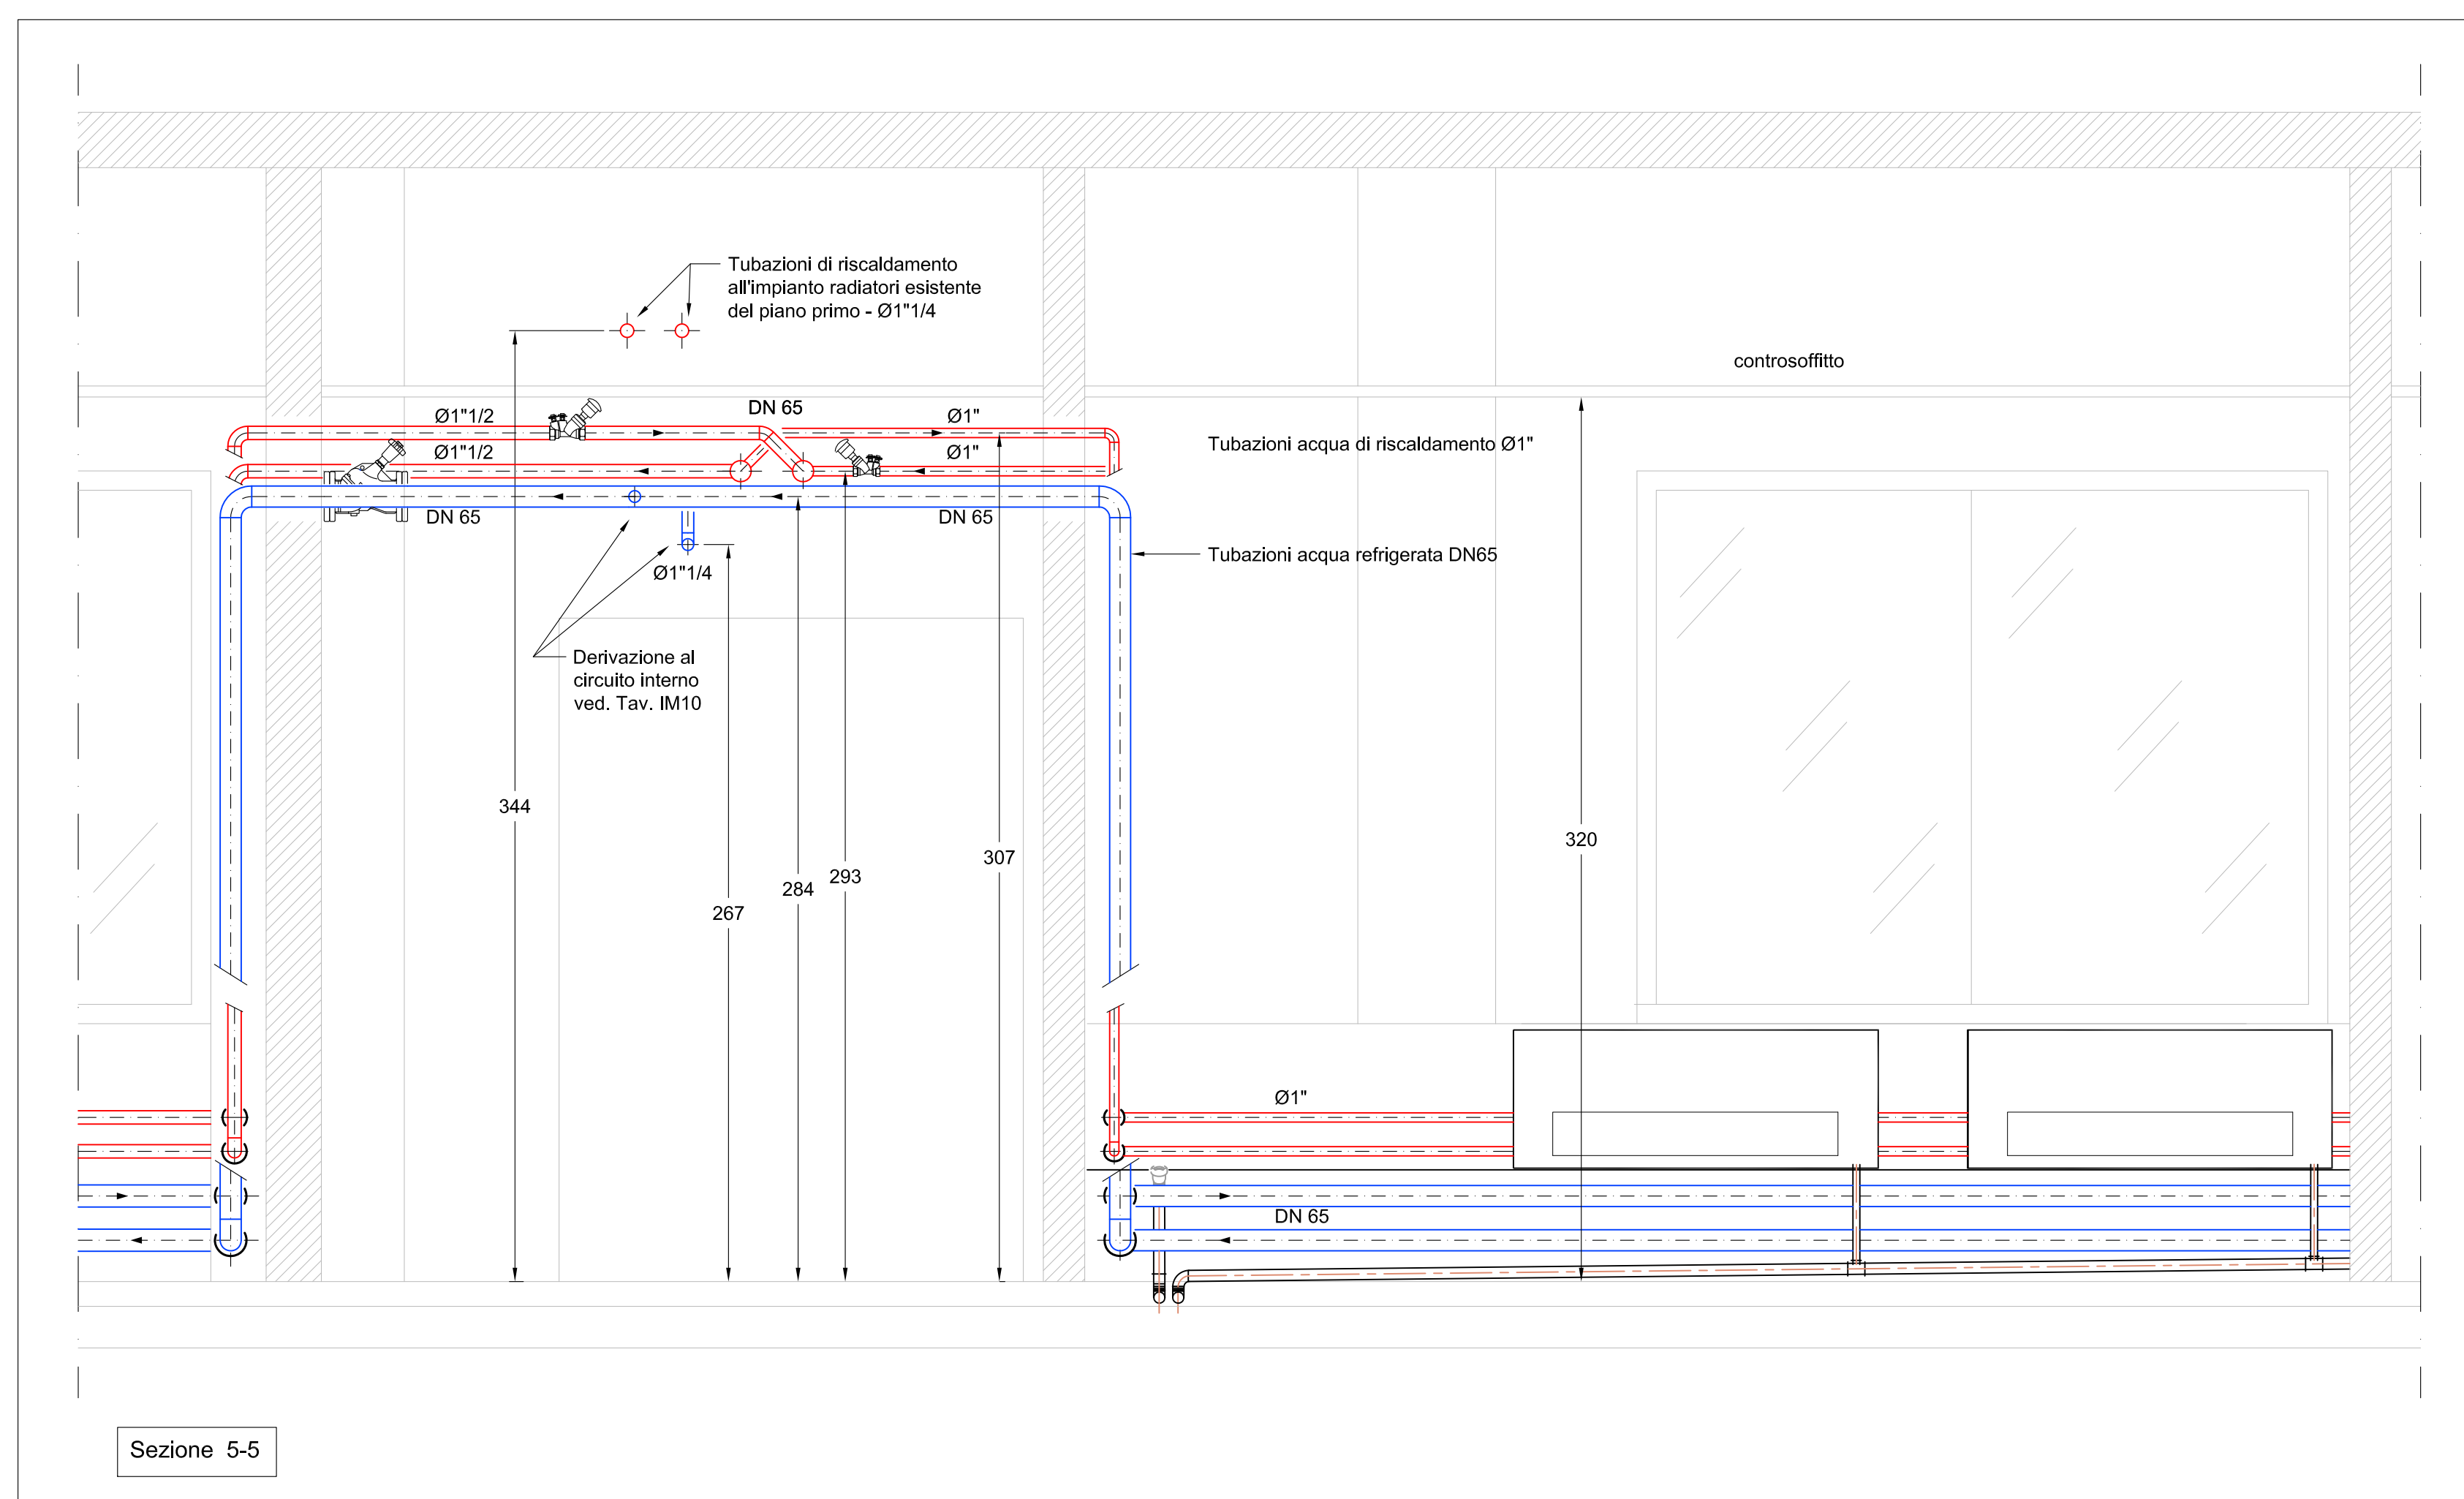 Tubazioni di riscaldamento
all'impianto radiatori esistente
del piano primo - Ø1"1/4
controsoffitto
Ø1"1/2
DN 65
Ø1"
Ø1"1/2
Ø1"
Tubazioni acqua di riscaldamento Ø1"
DN 65
DN 65
Tubazioni acqua refrigerata DN65
Ø1"1/4
Derivazione al
circuito interno
ved. Tav. IM10
344
320
307
293
284
267
Ø1"
DN 65
Sezione 5-5